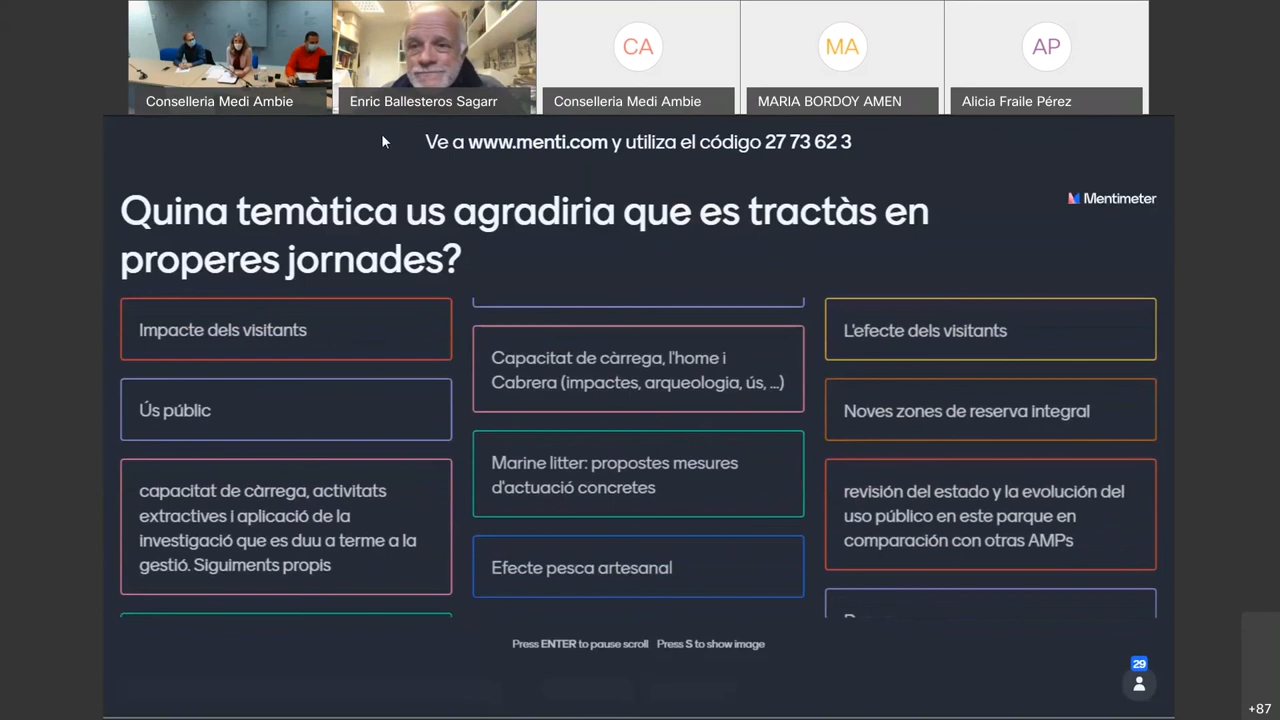 CA
MA
AP
Conselleria Medi Ambie
Enric Ballesteros Sagarr
Conselleria Medi Ambie
MARIA BORDOY AMEN
Alicia Fraile Pérez
Ve a www.menti.com y utiliza el código 27 73 62 3
Mentimeter
Quina temàtica us agradiria que es tractàs en
properes jornades?
Impacte dels visitants
Ús públic
capacitat de càrrega, activitats
extractives i aplicació de la
investigació que es duu a terme a la
gestió. Siguiments propis
Capacitat de càrrega, l'home i
Cabrera (impactes, arqueologia, ús, ...)
Marine litter: propostes mesures
d'actuació concretes
Efecte pesca artesanal
L'efecte dels visitants
Noves zones de reserva integral
revisión del estado y la evolución del
uso público en este parque en
comparación con otras AMPs
Press ENTER to pause scroll Press S to show image
29
+87